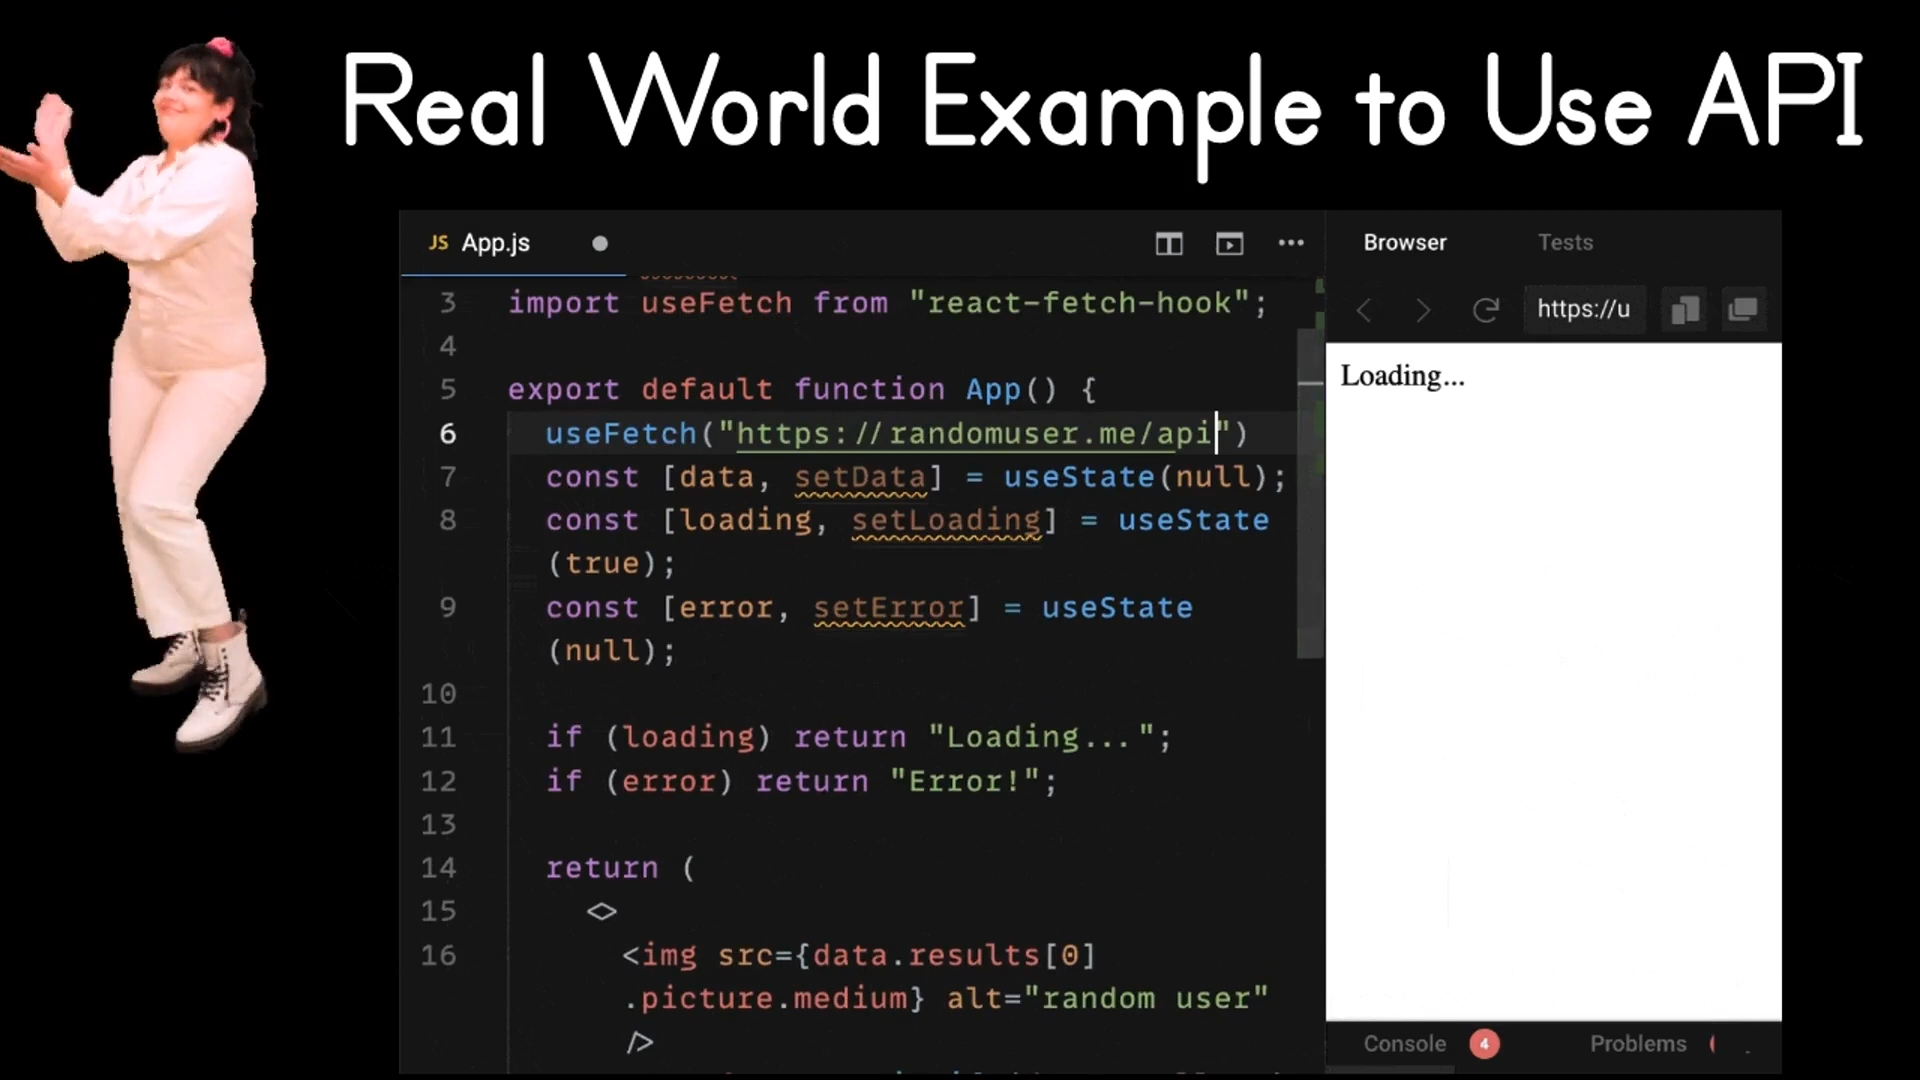 Real World Example to Use API
JS App.js
Browser Tests
https://u
3 import useFetch from "react-fetch-hook";
4
5 export default function App() {
6 useFetch("https://randomuser.me/api")
7 const [data, setData] = useState(null);
8 const [loading, setLoading] = useState
(true);
9 const [error, setError] = useState
(null);
10
11 if (loading) return "Loading...";
12 if (error) return "Error!";
13
14 return (
15 <>
16 <img src={data.results[0]
.picture.medium} alt="random user"
/>
Loading...
Console 4 Problems